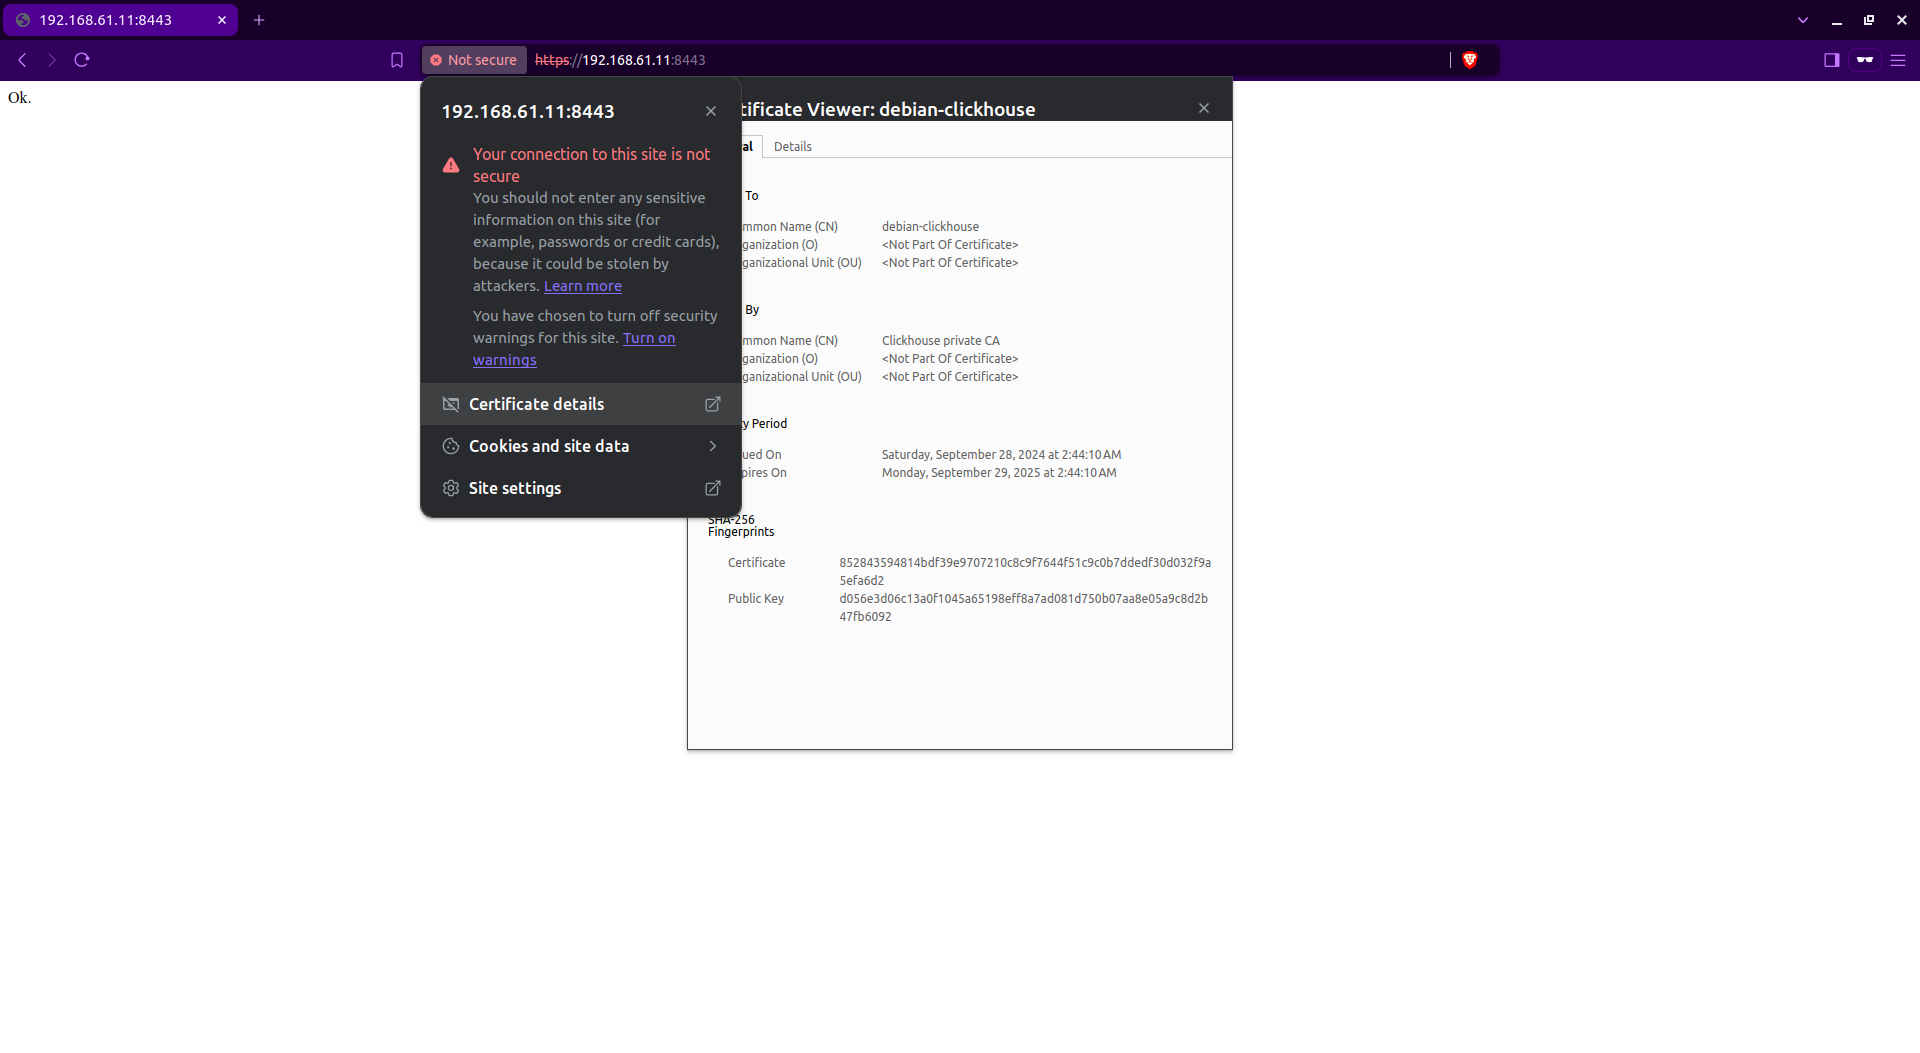 192.168.61.11:8443
Not secure https://192.168.61.11:8443
Ok.
192.168.61.11:8443
Your connection to this site is not
secure
You should not enter any sensitive
information on this site (for
example, passwords or credit cards),
because it could be stolen by
attackers. Learn more
You have chosen to turn off security
warnings for this site. Turn on
warnings
Certificate details
Cookies and site data
Site settings
tificate Viewer: debian-clickhouse
al Details
To
mmon Name (CN) debian-clickhouse
ganization (O) <Not Part Of Certificate>
ganizational Unit (OU) <Not Part Of Certificate>
By
mmon Name (CN) Clickhouse private CA
ganization (O) <Not Part Of Certificate>
ganizational Unit (OU) <Not Part Of Certificate>
y Period
ued On Saturday, September 28, 2024 at 2:44:10 AM
pires On Monday, September 29, 2025 at 2:44:10 AM
SHA-256
Fingerprints
Certificate 852843594814bdf39e9707210c8c9f7644f51c9c0b7ddedf30d032f9a
5efa6d2
Public Key d056e3d06c13a0f1045a65198eff8a7ad081d750b07aa8e05a9c8d2b
47fb6092